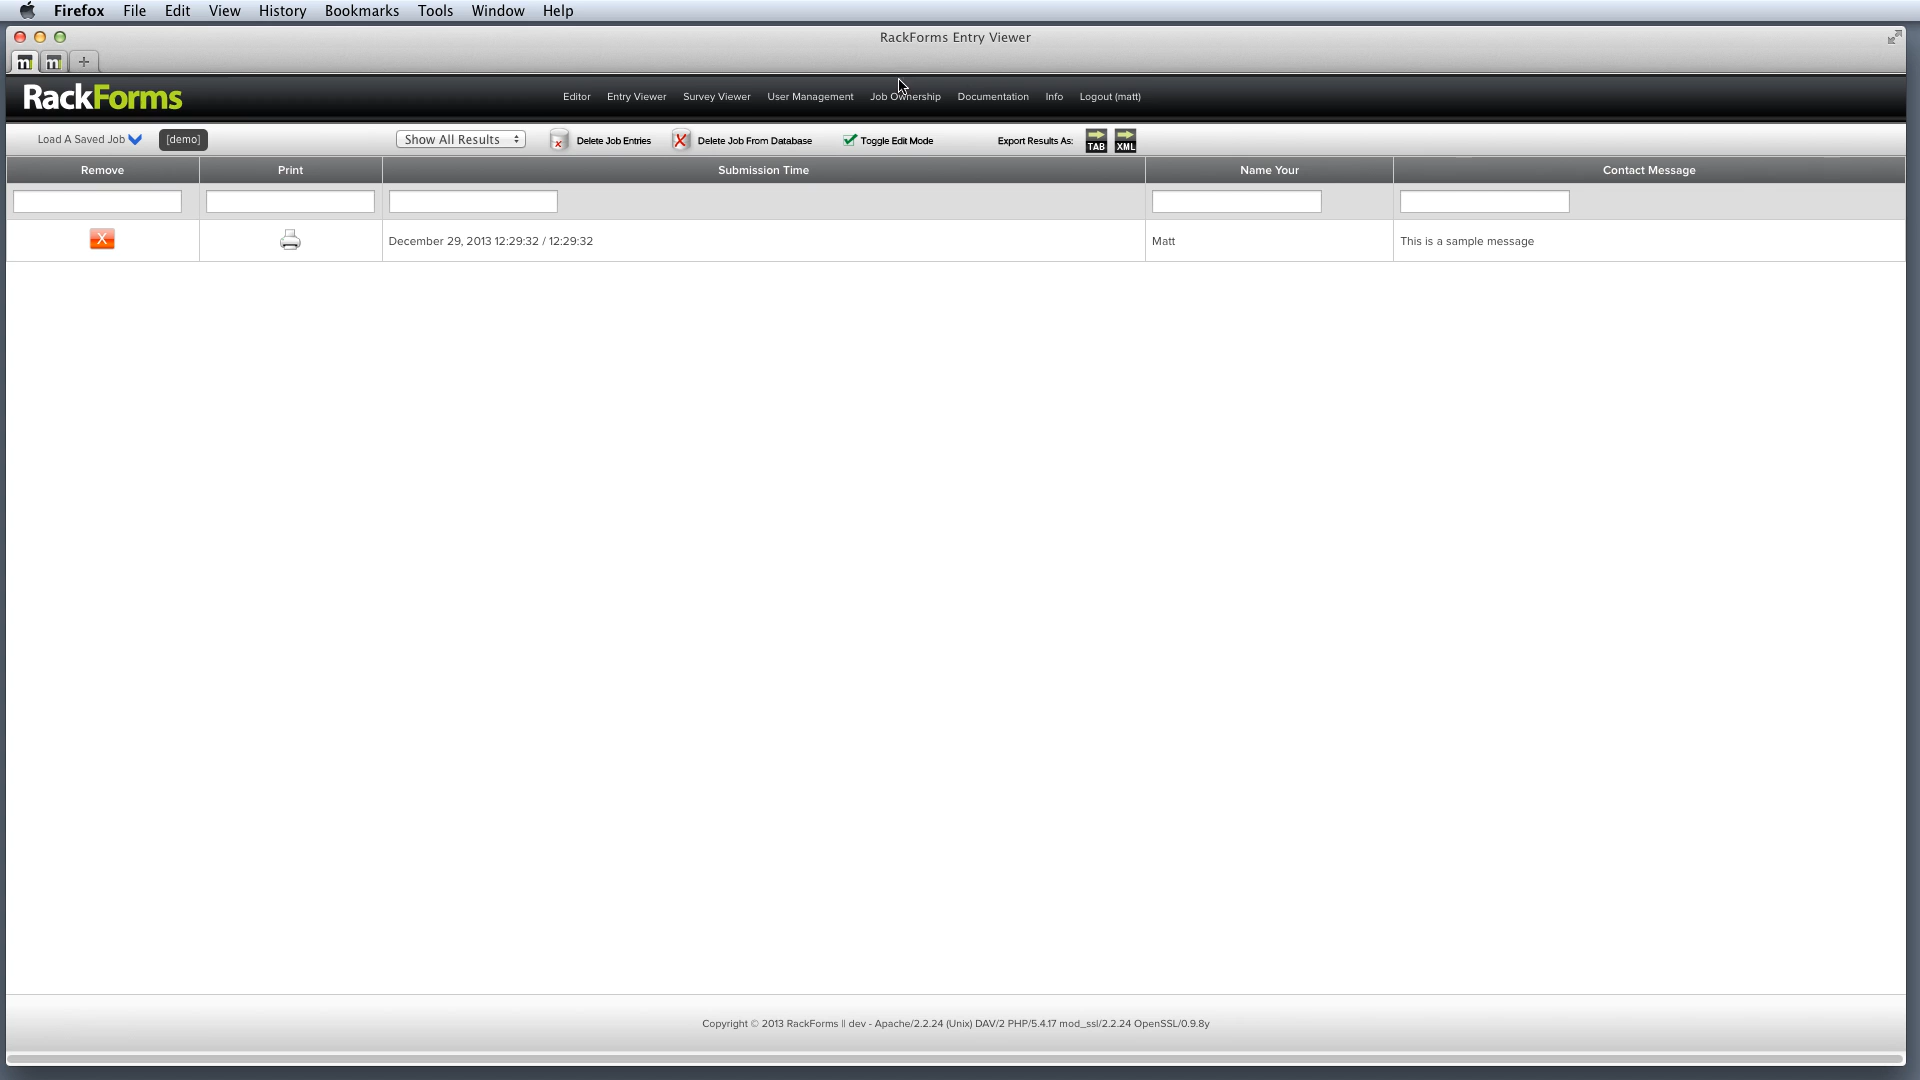 Firefox File Edit View History Bookmarks Tools Window Help
RackForms Entry Viewer
m m +
RackForms Editor Entry Viewer Survey Viewer User Management Job Ownership Documentation Info Logout (matt)
Load A Saved Job [demo] Show All Results Delete Job Entries Delete Job From Database Toggle Edit Mode Export Results As: TAB XML
Remove Print Submission Time Name Your Contact Message
X December 29, 2013 12:29:32 / 12:29:32 Matt This is a sample message
Copyright © 2013 RackForms || dev - Apache/2.2.24 (Unix) DAV/2 PHP/5.4.17 mod_ssl/2.2.24 OpenSSL/0.9.8y